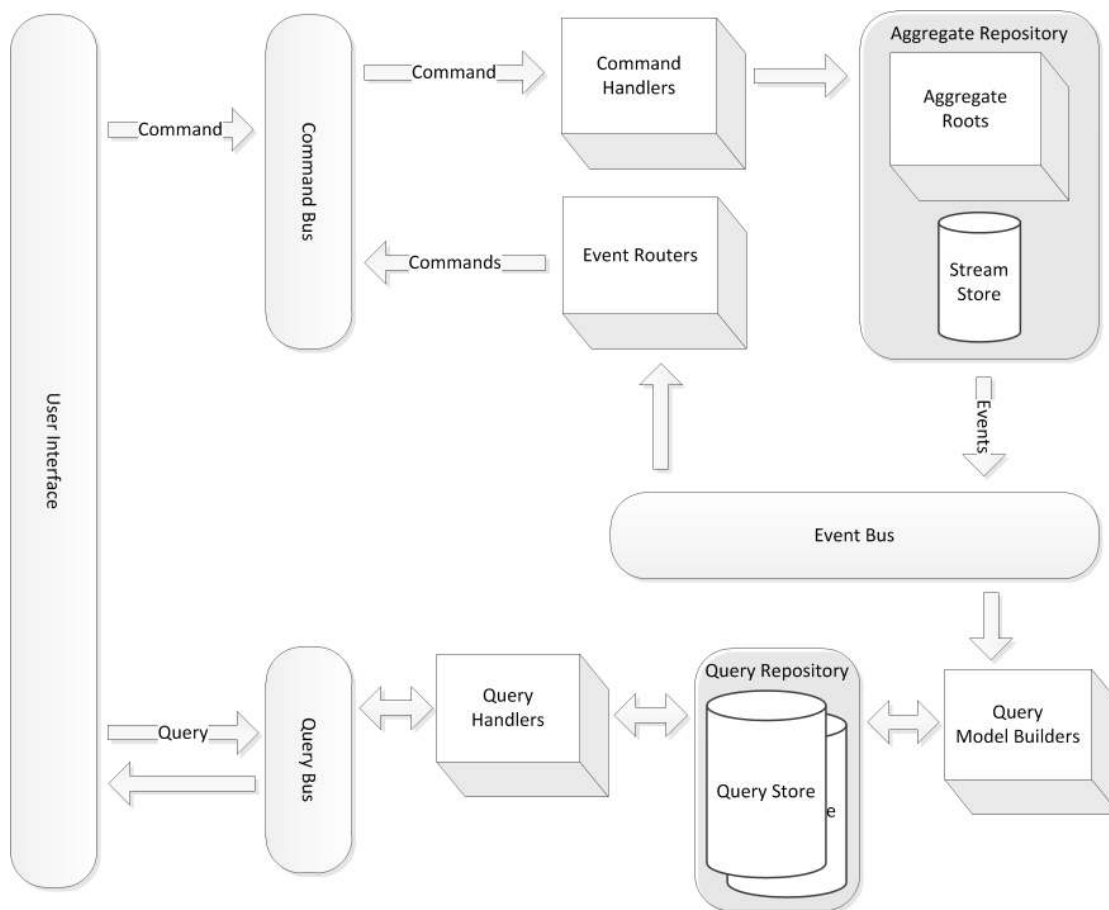 Aggregate Repository
Command
Command
Handlers
Aggregate
Roots
Command
Command Bus
Commands
Event Routers
Stream
Store
User Interface
Events
Event Bus
Query Repository
Query
Handlers
Query
Model Builders
Query
Query Bus
Query Store
e